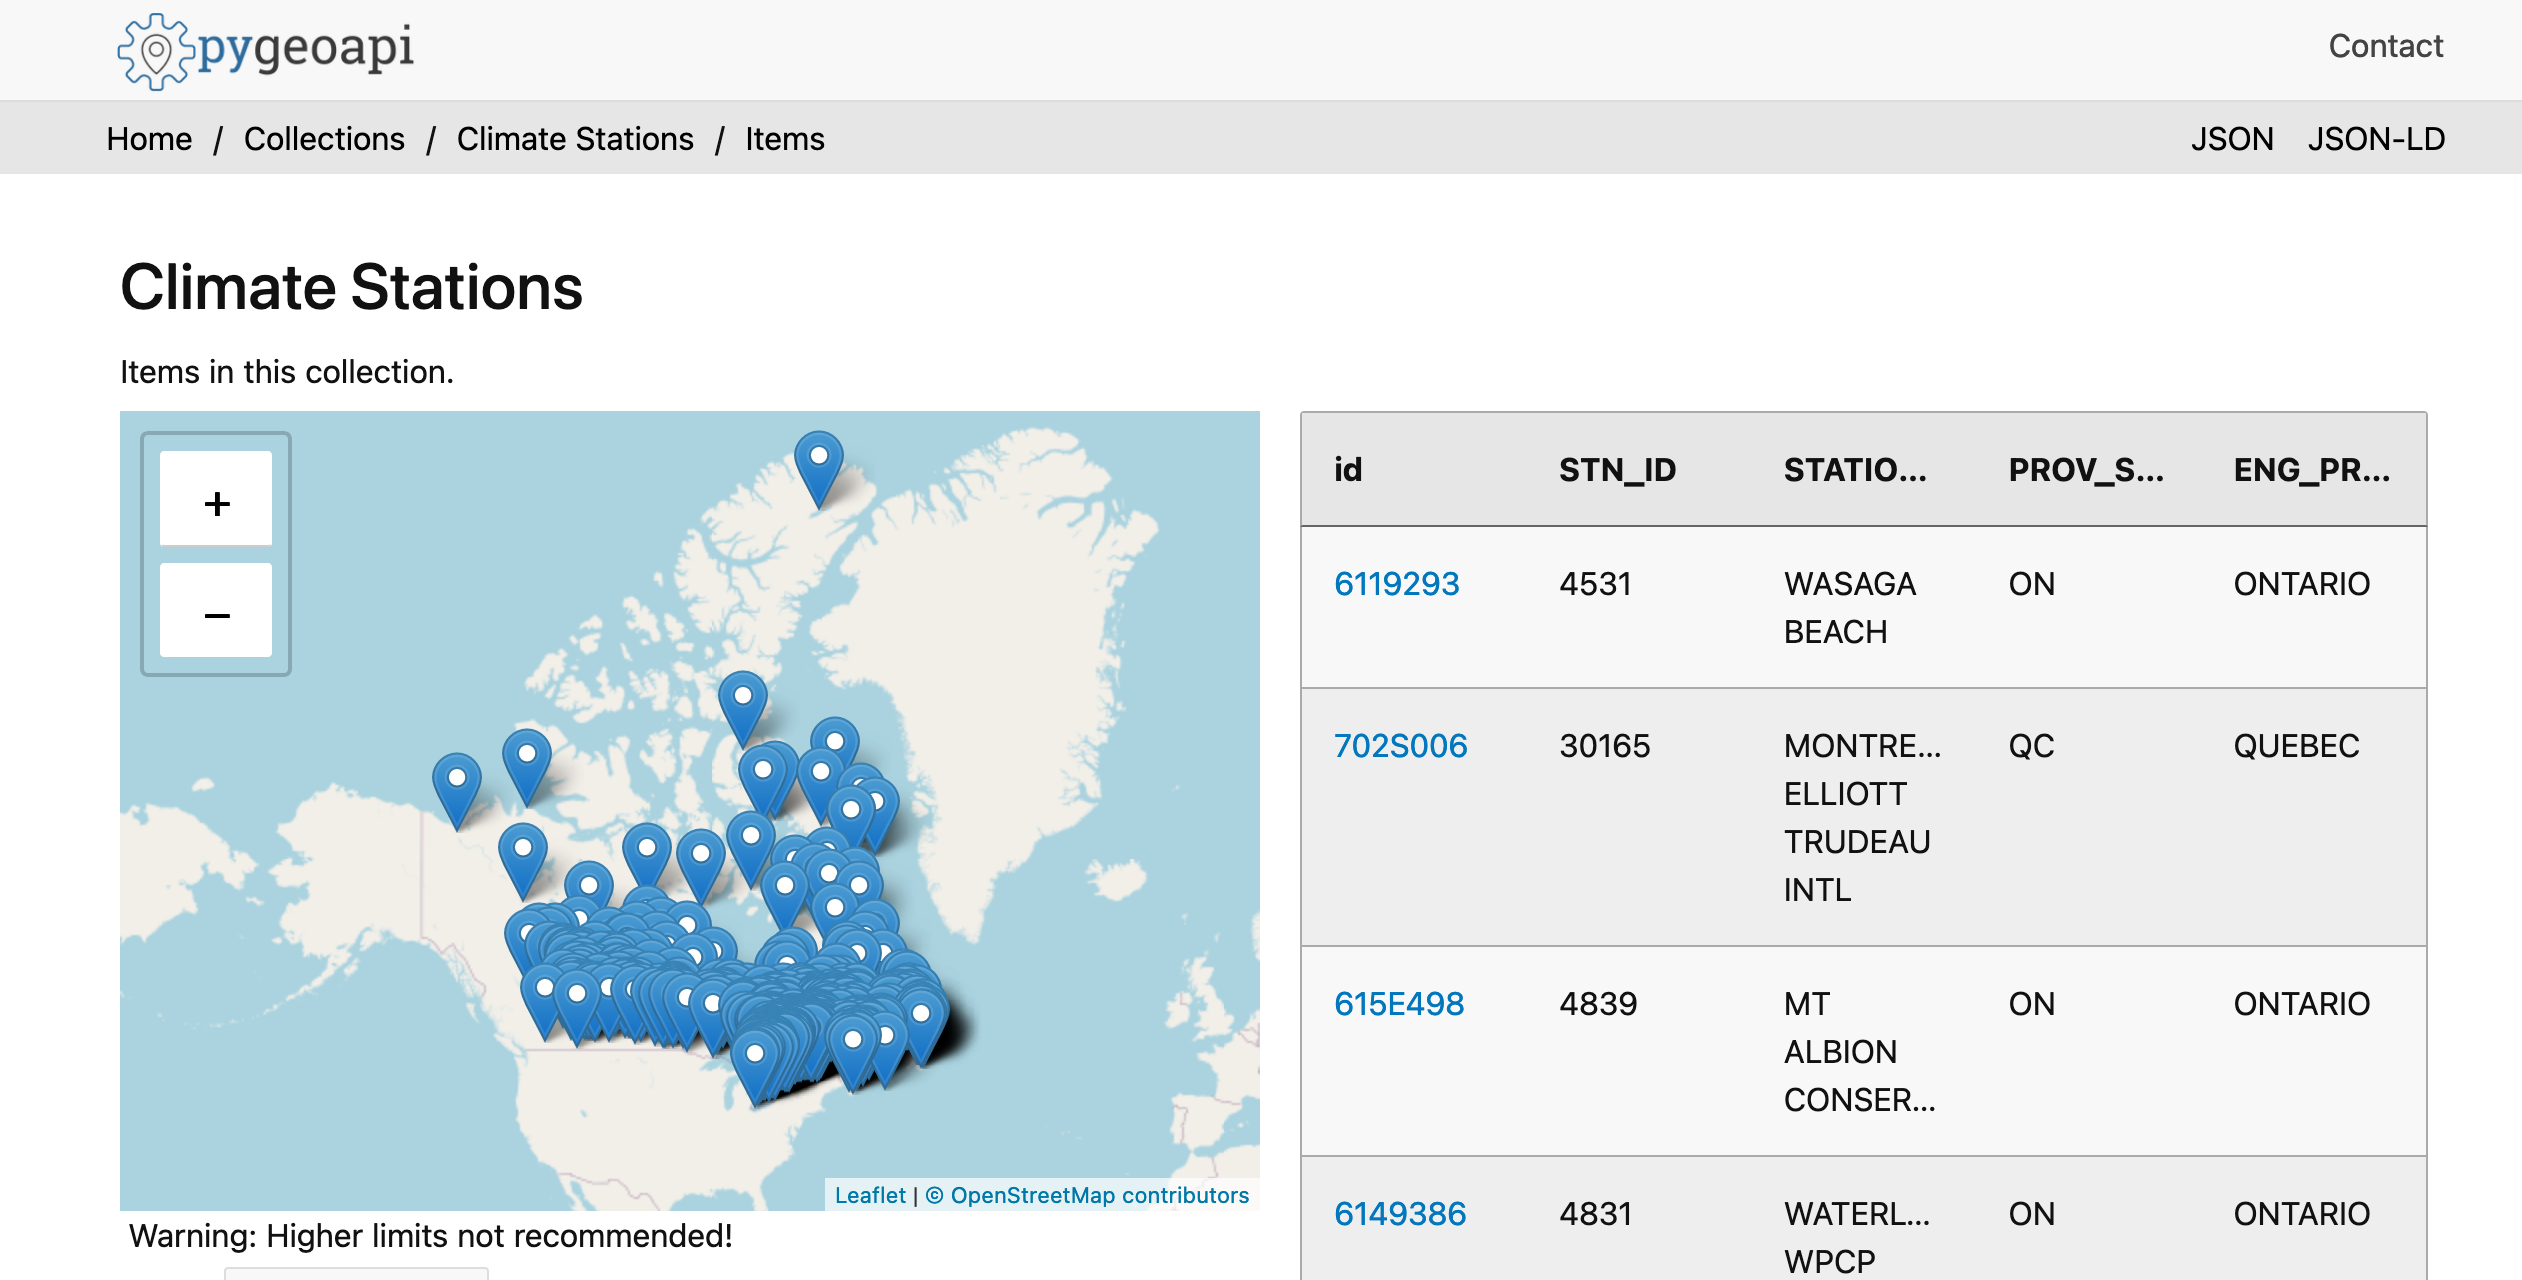 pygeoapi
Contact
Home / Collections / Climate Stations / Items
JSON JSON-LD
Climate Stations
Items in this collection.
+
−
Leaflet | © OpenStreetMap contributors
Warning: Higher limits not recommended!
id STN_ID STATIO... PROV_S... ENG_PR...
6119293 4531 WASAGA ON ONTARIO
BEACH
702S006 30165 MONTRE... QC QUEBEC
ELLIOTT
TRUDEAU
INTL
615E498 4839 MT ON ONTARIO
ALBION
CONSER...
6149386 4831 WATERL... ON ONTARIO
WPCP